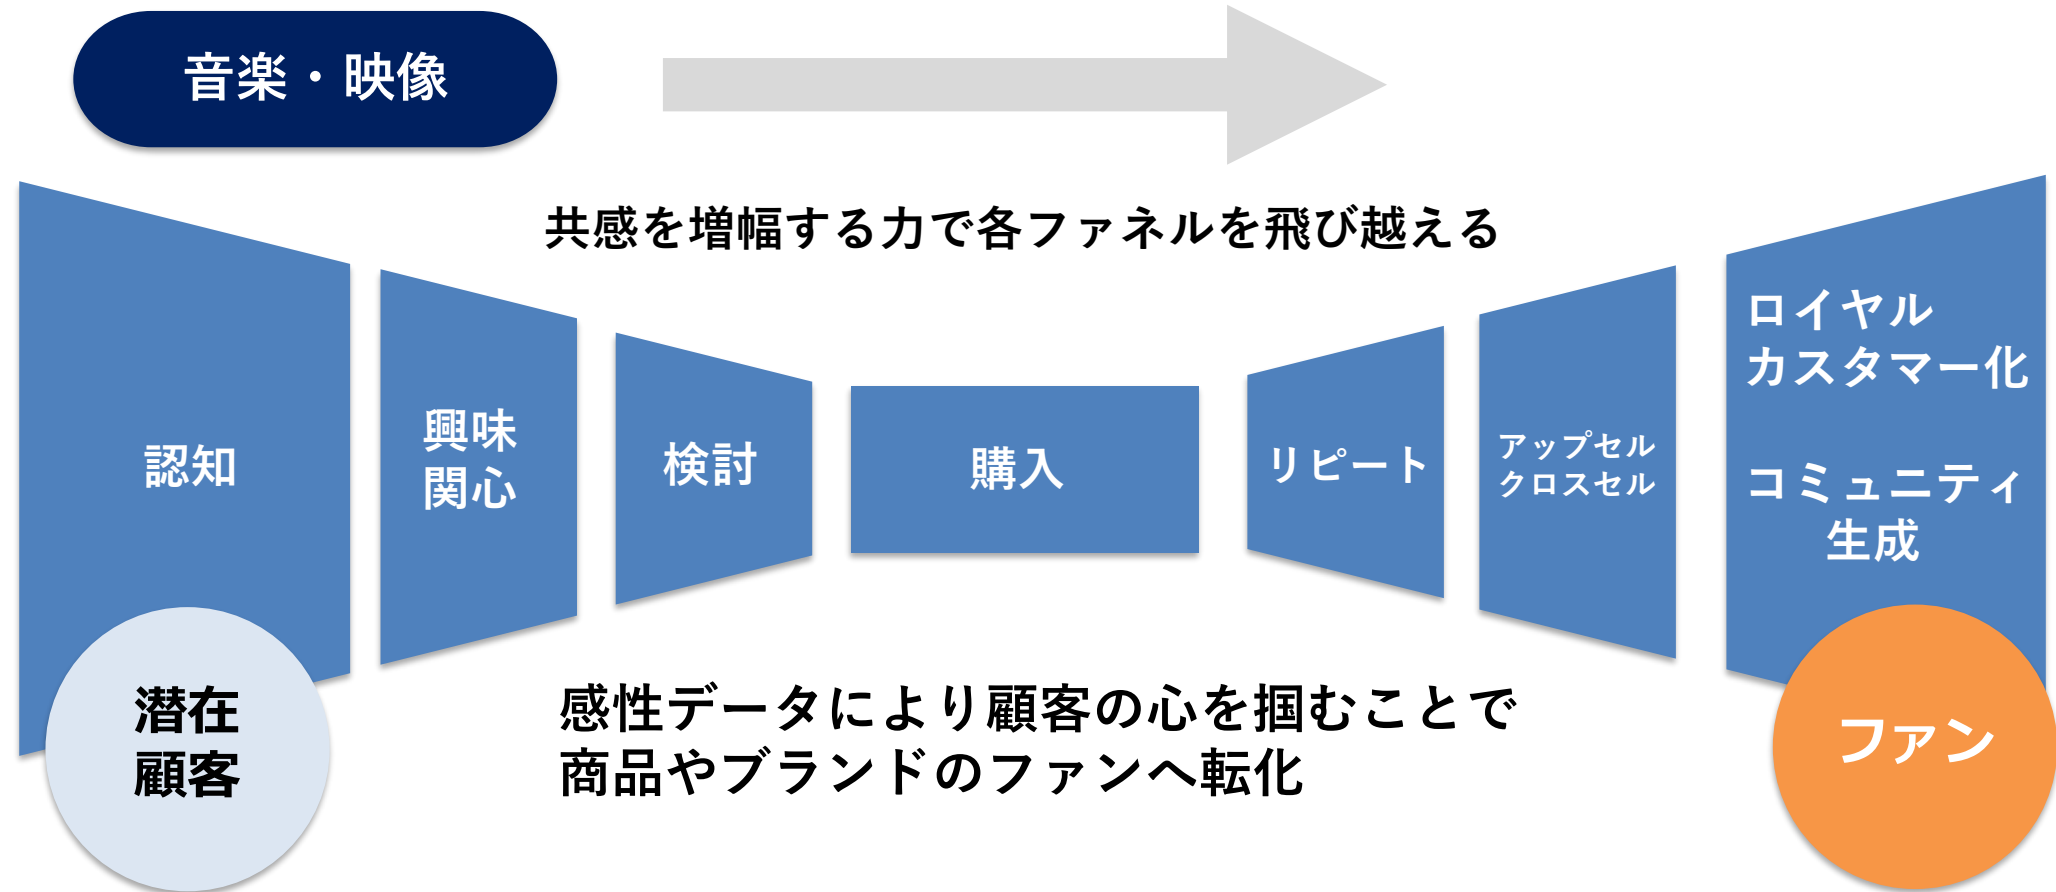 音楽・映像
共感を増幅する力で各ファネルを飛び越える
認知
興味
関心
検討
購入
リピート
アップセル
クロスセル
ロイヤル
カスタマー化
コミュニティ
生成
潜在
顧客
感性データにより顧客の心を掴むことで
商品やブランドのファンへ転化
ファン